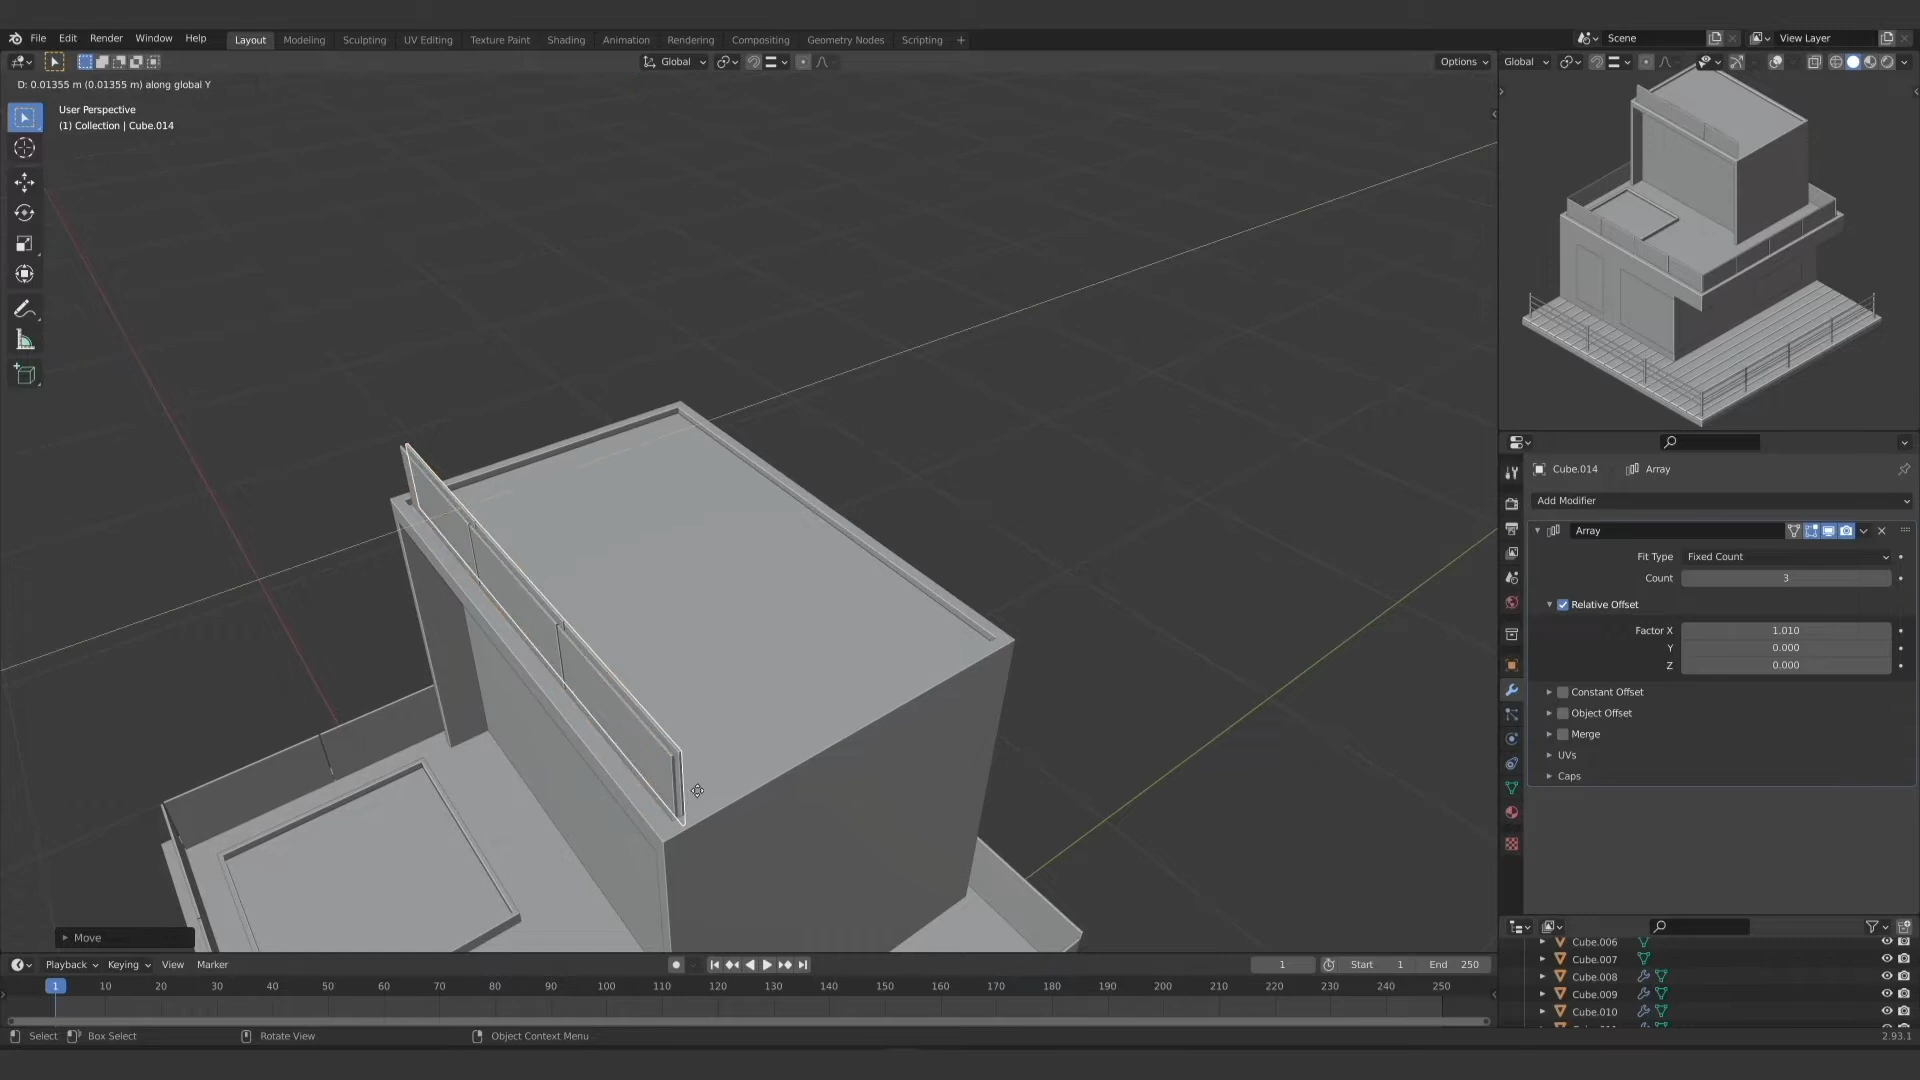 File Edit Render Window Help Layout Modeling Sculpting UV Editing Texture Paint Shading Animation Rendering Compositing Geometry Nodes Scripting + Scene View Layer
Global Options Global
D: 0.01355 m (0.01355 m) along global Y
User Perspective
(1) Collection | Cube.014
Cube.014 Array
Add Modifier
Array
Fit Type Fixed Count
Count 3
Relative Offset
Factor X 1.010
Y 0.000
Z 0.000
Constant Offset
Object Offset
Merge
UVs
Caps
Move
Cube.006
Cube.007
Cube.008
Cube.009
Cube.010
Playback Keying View Marker 1 Start 1 End 250
1 10 20 30 40 50 60 70 80 90 100 110 120 130 140 150 160 170 180 190 200 210 220 230 240 250
Select Box Select Rotate View Object Context Menu 2.93.1